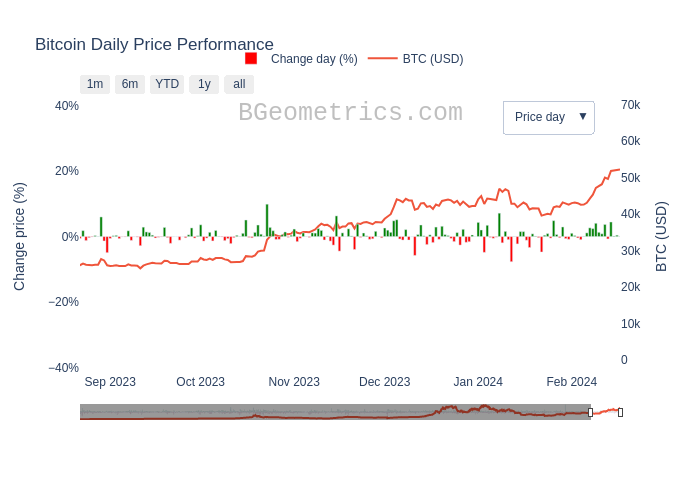 Bitcoin Daily Price Performance
Change day (%) BTC (USD)
1m 6m YTD 1y all
BGeometrics.com
Price day ▼
Change price (%)
40%
20%
0%
−20%
−40%
70k
60k
50k
40k
30k
20k
10k
0
BTC (USD)
Sep 2023 Oct 2023 Nov 2023 Dec 2023 Jan 2024 Feb 2024